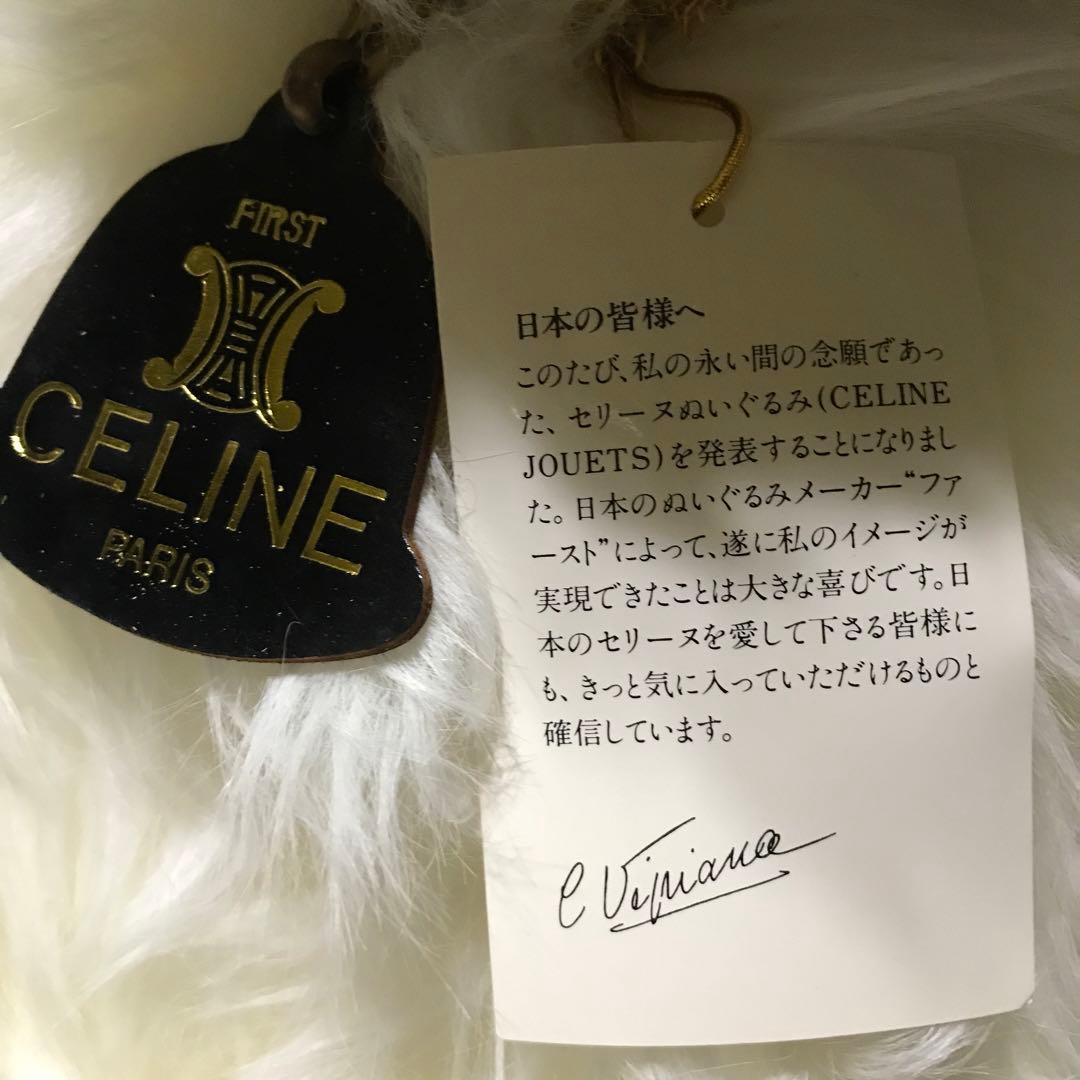 FIRST
CELINE
PARIS
日本の皆様へ
このたび、私の永い間の念願であっ
た、セリーヌぬいぐるみ(CELINE
JOUETS)を発表することになりまし
た。日本のぬいぐるみメーカー“ファ
ースト”によって、遂に私のイメージが
実現できたことは大きな喜びです。日
本のセリーヌを愛して下さる皆様に
も、きっと気に入っていただけるものと
確信しています。
C Vipiana